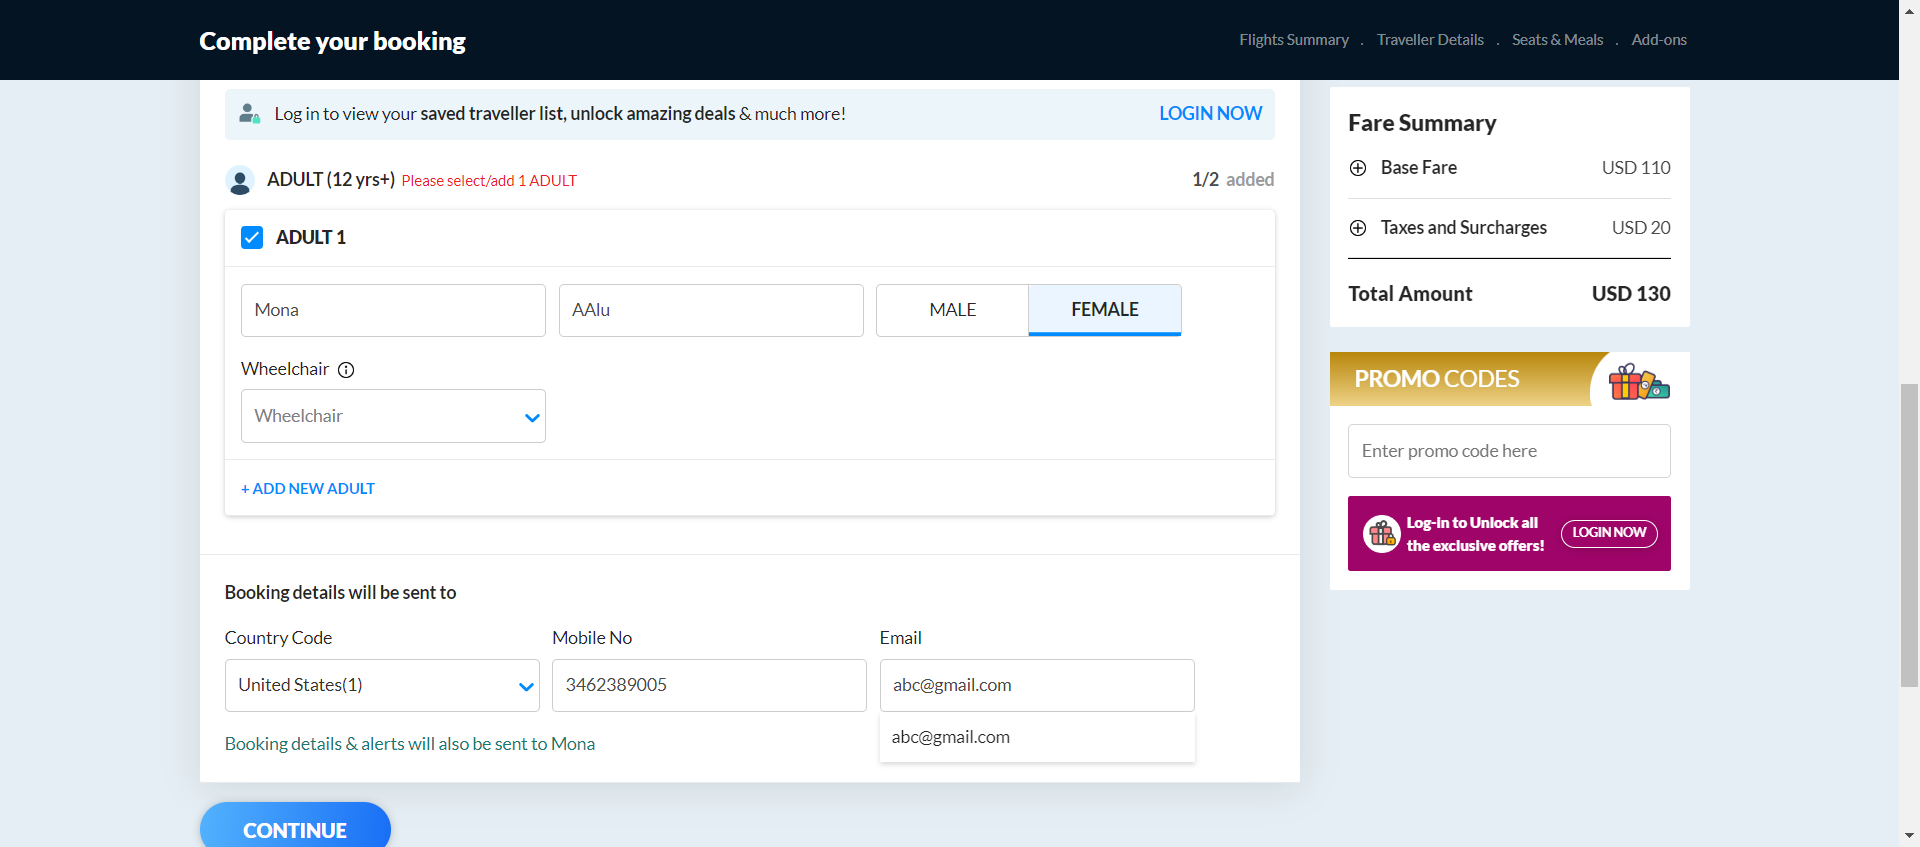 Complete your booking
Flights Summary . Traveller Details . Seats & Meals . Add-ons
Log in to view your saved traveller list, unlock amazing deals & much more!
LOGIN NOW
ADULT (12 yrs+) Please select/add 1 ADULT
1/2 added
ADULT 1
Mona
AAlu
MALE
FEMALE
Wheelchair
Wheelchair
+ ADD NEW ADULT
Booking details will be sent to
Country Code
Mobile No
Email
United States(1)
3462389005
abc@gmail.com
abc@gmail.com
Booking details & alerts will also be sent to Mona
CONTINUE
Fare Summary
Base Fare
USD 110
Taxes and Surcharges
USD 20
Total Amount
USD 130
PROMO CODES
Enter promo code here
Log-in to Unlock all
the exclusive offers!
LOGIN NOW